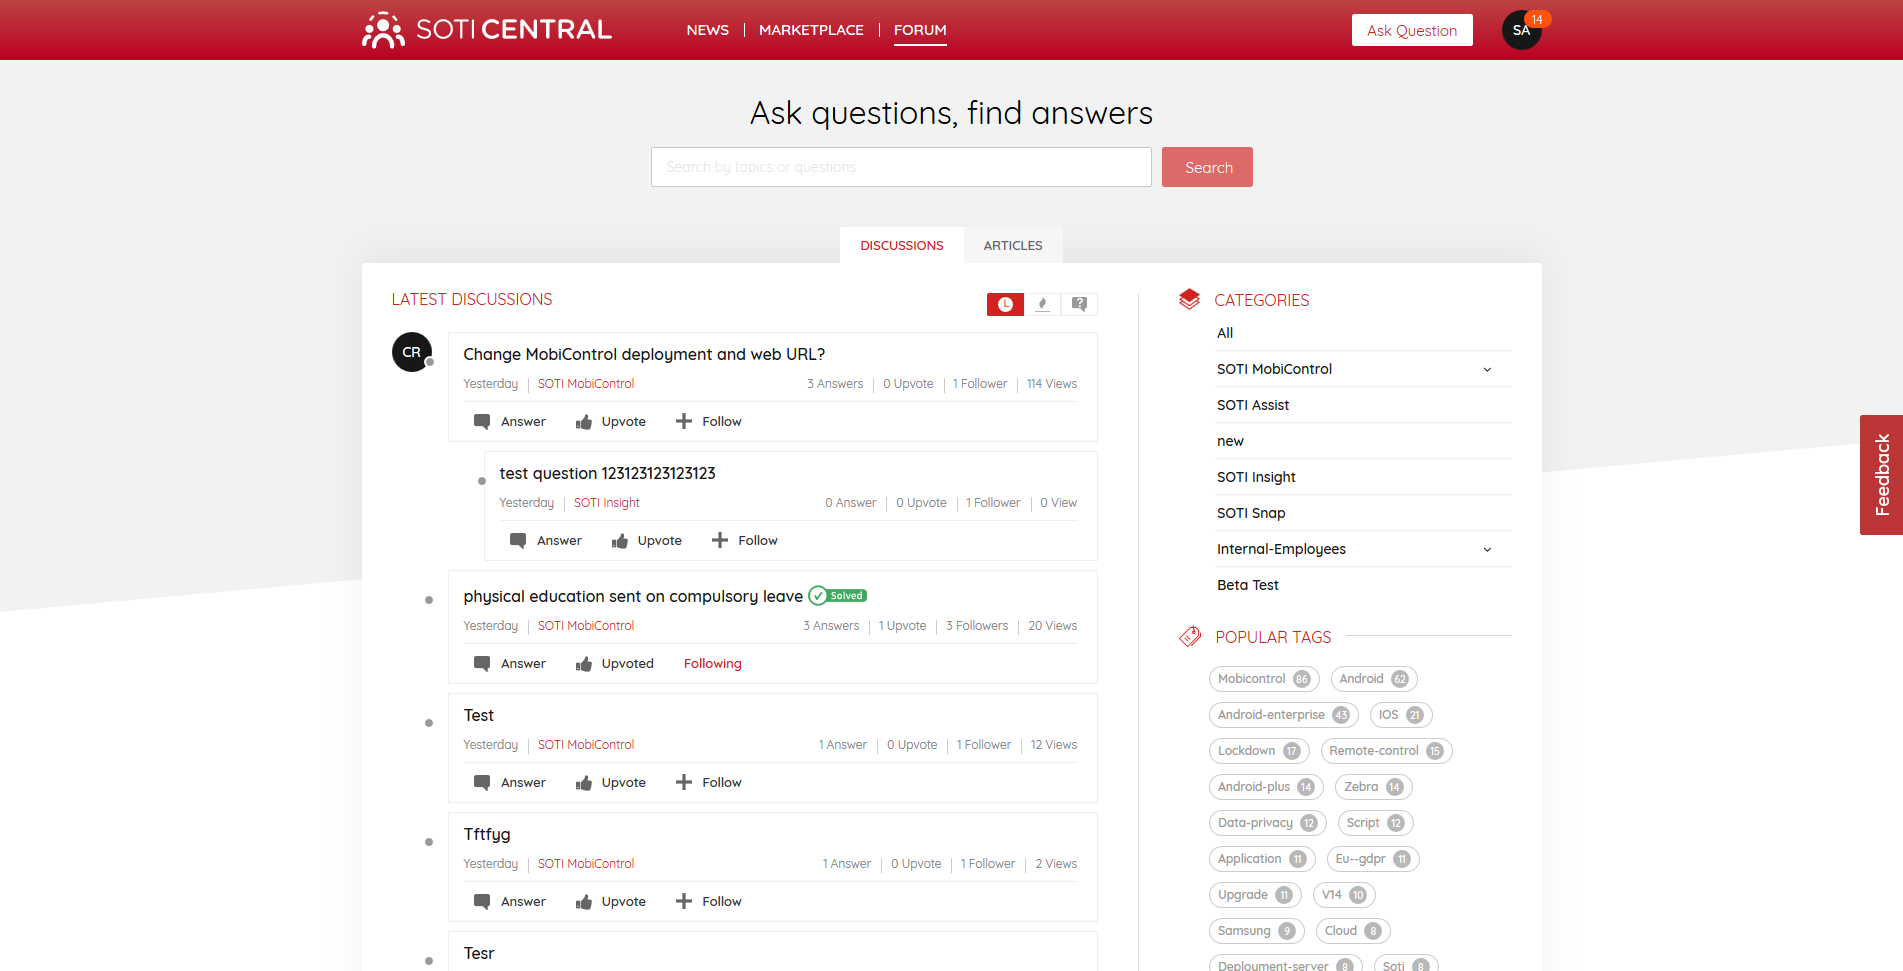 SOTI CENTRAL
NEWS | MARKETPLACE | FORUM
Ask Question
SA
14
Ask questions, find answers
Search by topics or questions
Search
DISCUSSIONS
ARTICLES
LATEST DISCUSSIONS
CR
Change MobiControl deployment and web URL?
Yesterday | SOTI MobiControl
3 Answers | 0 Upvote | 1 Follower | 114 Views
Answer Upvote Follow
test question 123123123123123
Yesterday | SOTI Insight
0 Answer | 0 Upvote | 1 Follower | 0 View
Answer Upvote Follow
physical education sent on compulsory leave Solved
Yesterday | SOTI MobiControl
3 Answers | 1 Upvote | 3 Followers | 20 Views
Answer Upvoted Following
Test
Yesterday | SOTI MobiControl
1 Answer | 0 Upvote | 1 Follower | 12 Views
Answer Upvote Follow
Tftfyg
Yesterday | SOTI MobiControl
1 Answer | 0 Upvote | 1 Follower | 2 Views
Answer Upvote Follow
Tesr
CATEGORIES
All
SOTI MobiControl
SOTI Assist
new
SOTI Insight
SOTI Snap
Internal-Employees
Beta Test
POPULAR TAGS
Mobicontrol 86 Android 62
Android-enterprise 43 IOS 21
Lockdown 17 Remote-control 15
Android-plus 14 Zebra 14
Data-privacy 12 Script 12
Application 11 Eu--gdpr 11
Upgrade 11 V14 10
Samsung 9 Cloud 8
Deployment-server 8 Soti 8
Feedback